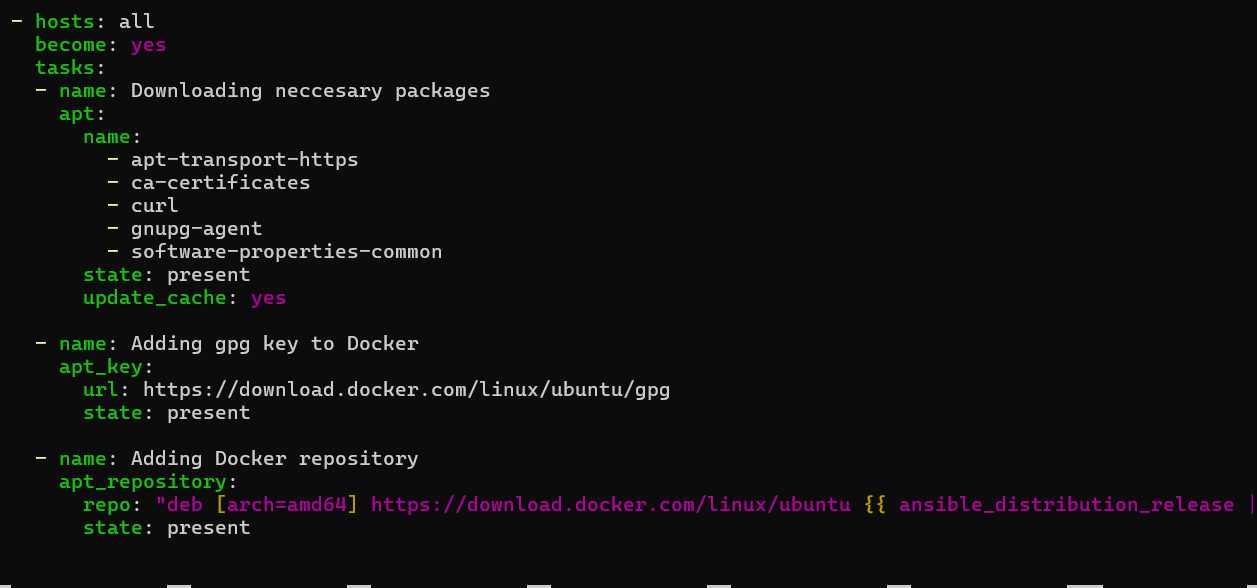 - hosts: all
  become: yes
  tasks:
  - name: Downloading neccesary packages
    apt:
      name:
        - apt-transport-https
        - ca-certificates
        - curl
        - gnupg-agent
        - software-properties-common
      state: present
      update_cache: yes

  - name: Adding gpg key to Docker
    apt_key:
      url: https://download.docker.com/linux/ubuntu/gpg
      state: present

  - name: Adding Docker repository
    apt_repository:
      repo: "deb [arch=amd64] https://download.docker.com/linux/ubuntu {{ ansible_distribution_release |
      state: present